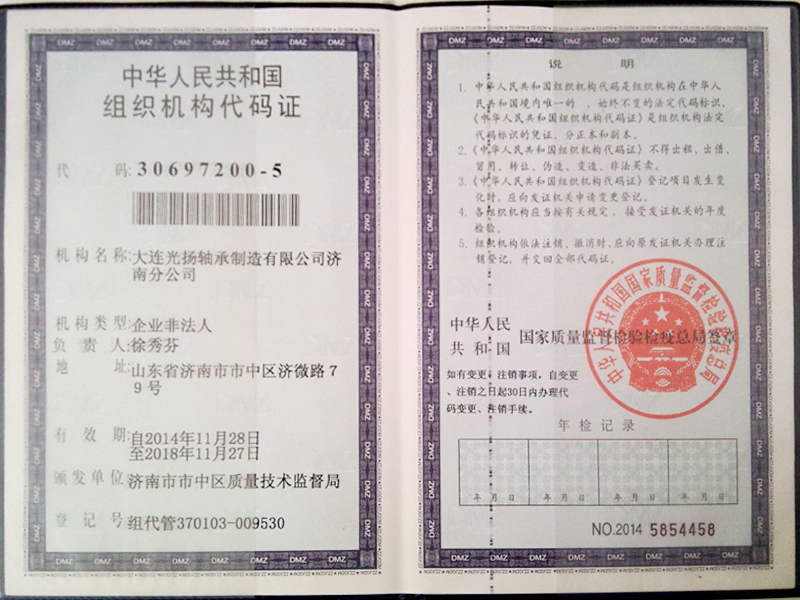 中华人民共和国
组织机构代码证
代 码: 30697200-5
机构名称: 大连光扬轴承制造有限公司济
南分公司
机构类型: 企业非法人
负 责 人: 徐秀芬
地 址: 山东省济南市市中区济微路7
9号
有 效 期: 自2014年11月28日
至2018年11月27日
颁发单位: 济南市市中区质量技术监督局
登 记 号: 组代管370103-009530
说 明
1. 中华人民共和国组织机构代码是组织机构在中华人
民共和国境内唯一的、始终不变的法定代码标识,
《中华人民共和国组织机构代码证》是组织机构法定
代码标识的凭证, 分正本和副本。
2.《中华人民共和国组织机构代码证》不得出租、出借、
冒用、转让、伪造、变造、非法买卖。
3.《中华人民共和国组织机构代码证》登记项目发生变
化时, 应向发证机关申请变更登记。
4. 各组织机构应当按有关规定, 接受发证机关的年度
检验。
5. 组织机构依法注销、撤消时, 应向原发证机关办理注
销登记, 并交回全部代码证。
中华人民
共和国 国家质量监督检验检疫总局签章
中华人民共和国国家质量监督检验检疫总局
如有变更、注销事项, 自变更
、注销之日起30日内办理代
码变更、注销手续。
年检记录
年 月 日 年 月 日 年 月 日 年 月 日
NO.2014 5854458